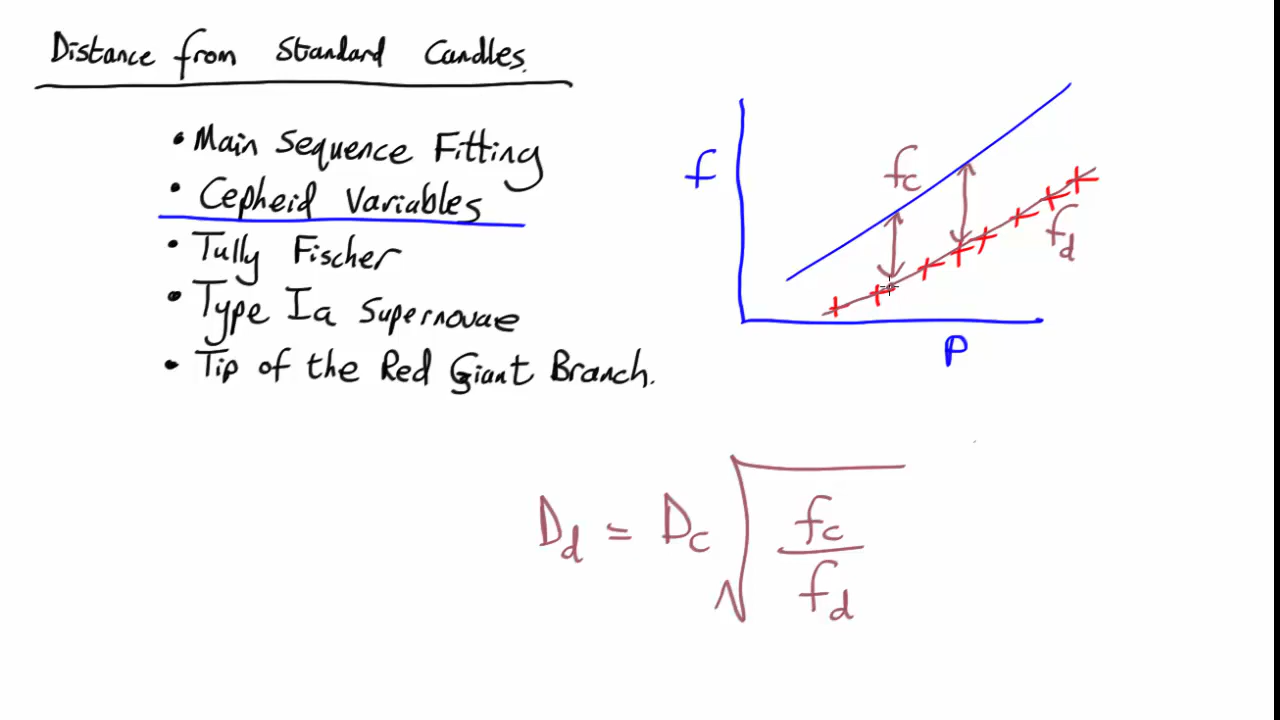 Distance from Standard Candles.
• Main Sequence Fitting
• Cepheid Variables
• Tully Fischer
• Type Ia Supernovae
• Tip of the Red Giant Branch.
f
fc
fd
P
Dd = Dc √(fc/fd)